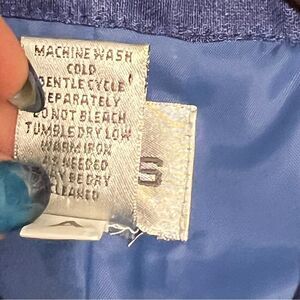 MACHINE WASH
COLD
GENTLE CYCLE
SEPARATELY
DO NOT BLEACH
TUMBLE DRY LOW
WARM IRON
AS NEEDED
MAY BE DRY
CLEANED